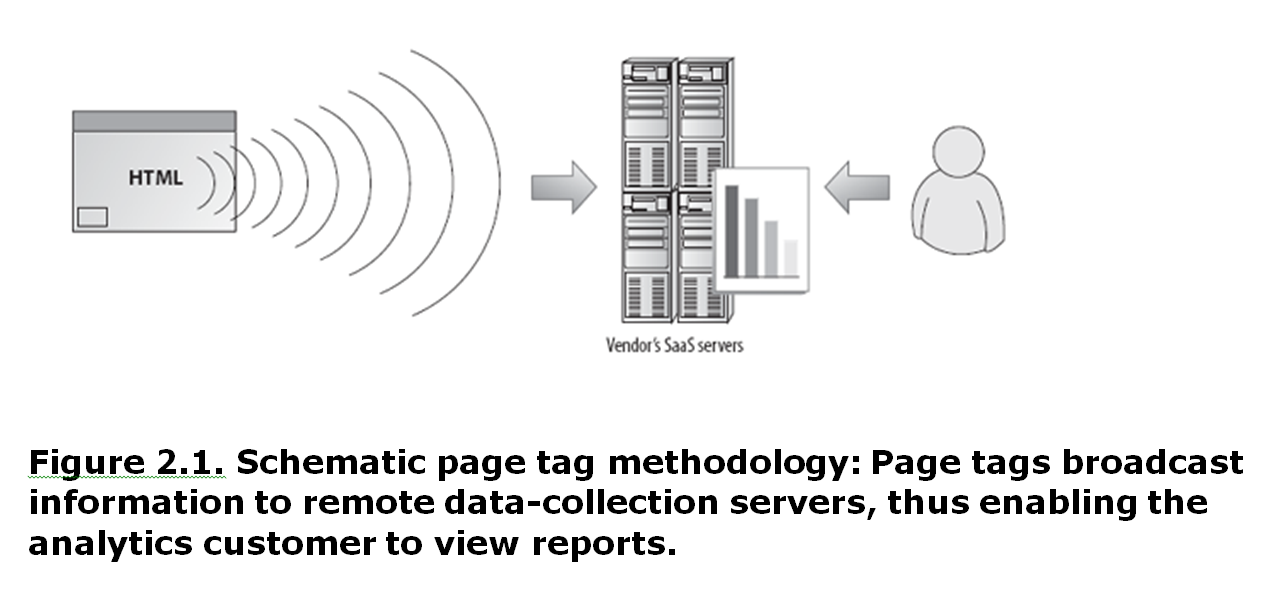 HTML
Vendor's SaaS servers
Figure 2.1. Schematic page tag methodology: Page tags broadcast
information to remote data-collection servers, thus enabling the
analytics customer to view reports.